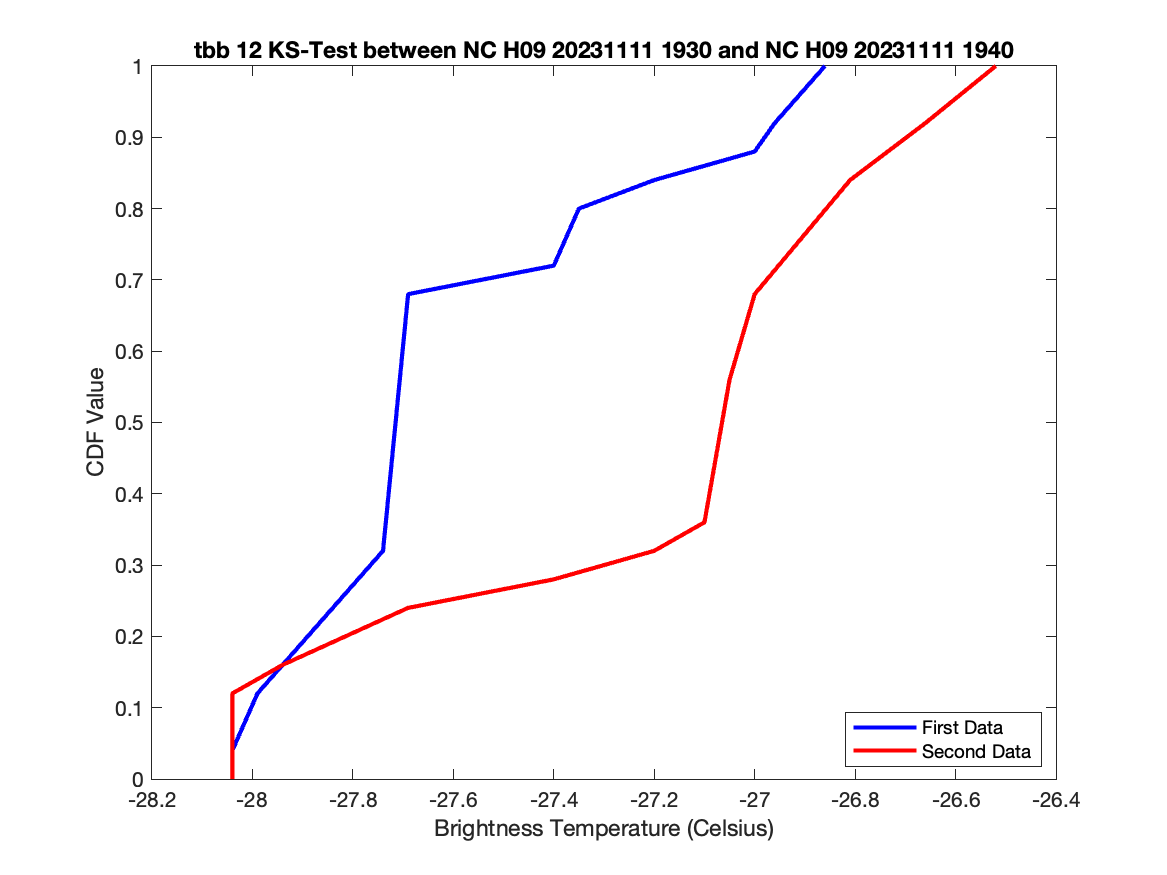 tbb 12 KS-Test between NC H09 20231111 1930 and NC H09 20231111 1940
1
0.9
0.8
0.7
0.6
0.5
0.4
0.3
0.2
0.1
0
CDF Value
First Data
Second Data
-28.2 -28 -27.8 -27.6 -27.4 -27.2 -27 -26.8 -26.6 -26.4
Brightness Temperature (Celsius)